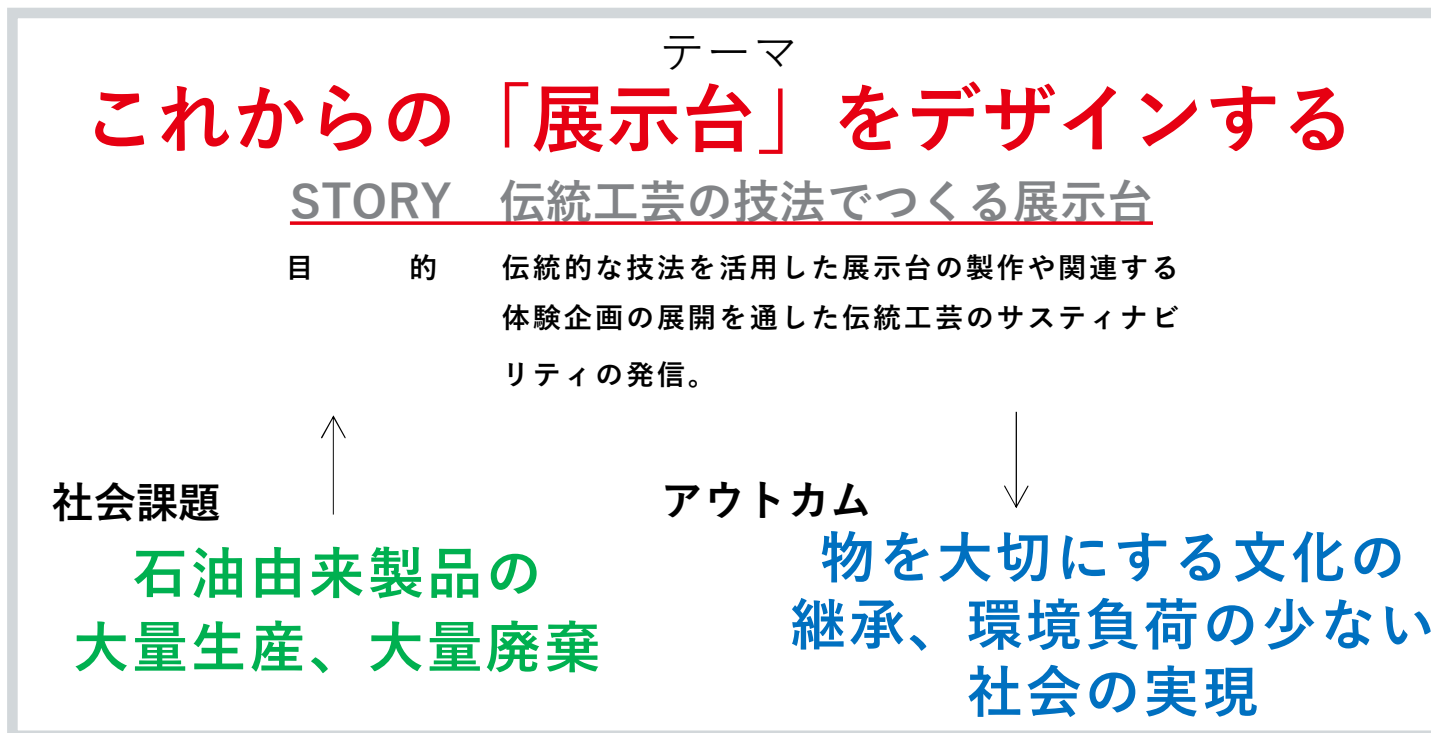 テーマ
これからの「展示台」をデザインする
STORY　伝統工芸の技法でつくる展示台
目　的　伝統的な技法を活用した展示台の製作や関連する
体験企画の展開を通した伝統工芸のサスティナビ
リティの発信。
社会課題
石油由来製品の
大量生産、大量廃棄
アウトカム
物を大切にする文化の
継承、環境負荷の少ない
社会の実現